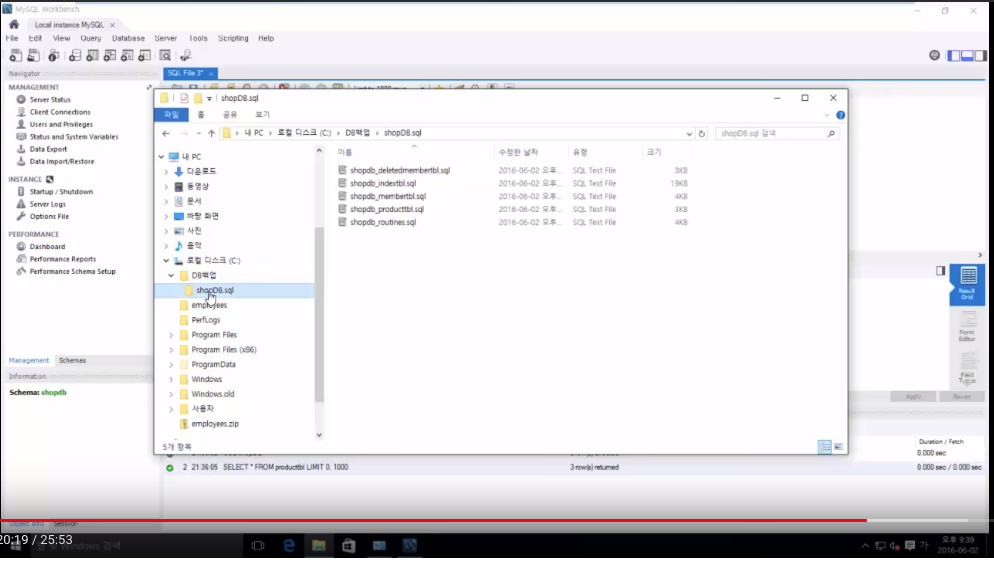 MySQL Workbench
Local instance MySQL ×
File Edit View Query Database Server Tools Scripting Help
Navigator
SQL File 3* ×
MANAGEMENT
Server Status
Client Connections
Users and Privileges
Status and System Variables
Data Export
Data Import/Restore
INSTANCE
Startup / Shutdown
Server Logs
Options File
PERFORMANCE
Dashboard
Performance Reports
Performance Schema Setup
Management Schemas
Information
Schema: shopdb
Object Info Session
shopDB.sql
파일 홈 공유 보기
내 PC › 로컬 디스크 (C:) › DB백업 › shopDB.sql
shopDB.sql 검색
내 PC
다운로드
동영상
문서
바탕 화면
사진
음악
로컬 디스크 (C:)
DB백업
shopDB.sql
employees
PerfLogs
Program Files
Program Files (x86)
ProgramData
Windows
Windows.old
사용자
employees.zip
이름 수정한 날짜 유형 크기
shopdb_deletedmembertbl.sql 2016-06-02 오후... SQL Text File 3KB
shopdb_indextbl.sql 2016-06-02 오후... SQL Text File 19KB
shopdb_membertbl.sql 2016-06-02 오후... SQL Text File 4KB
shopdb_producttbl.sql 2016-06-02 오후... SQL Text File 3KB
shopdb_routines.sql 2016-06-02 오후... SQL Text File 4KB
5개 항목
Result Grid
Form Editor
Field Types
Apply Revert
Duration / Fetch
0.000 sec
2 21:36:05 SELECT * FROM producttbl LIMIT 0, 1000 3 row(s) returned 0.000 sec / 0.000 sec
20:19 / 25:53
Windows 검색
가
오후 9:39
2016-06-02